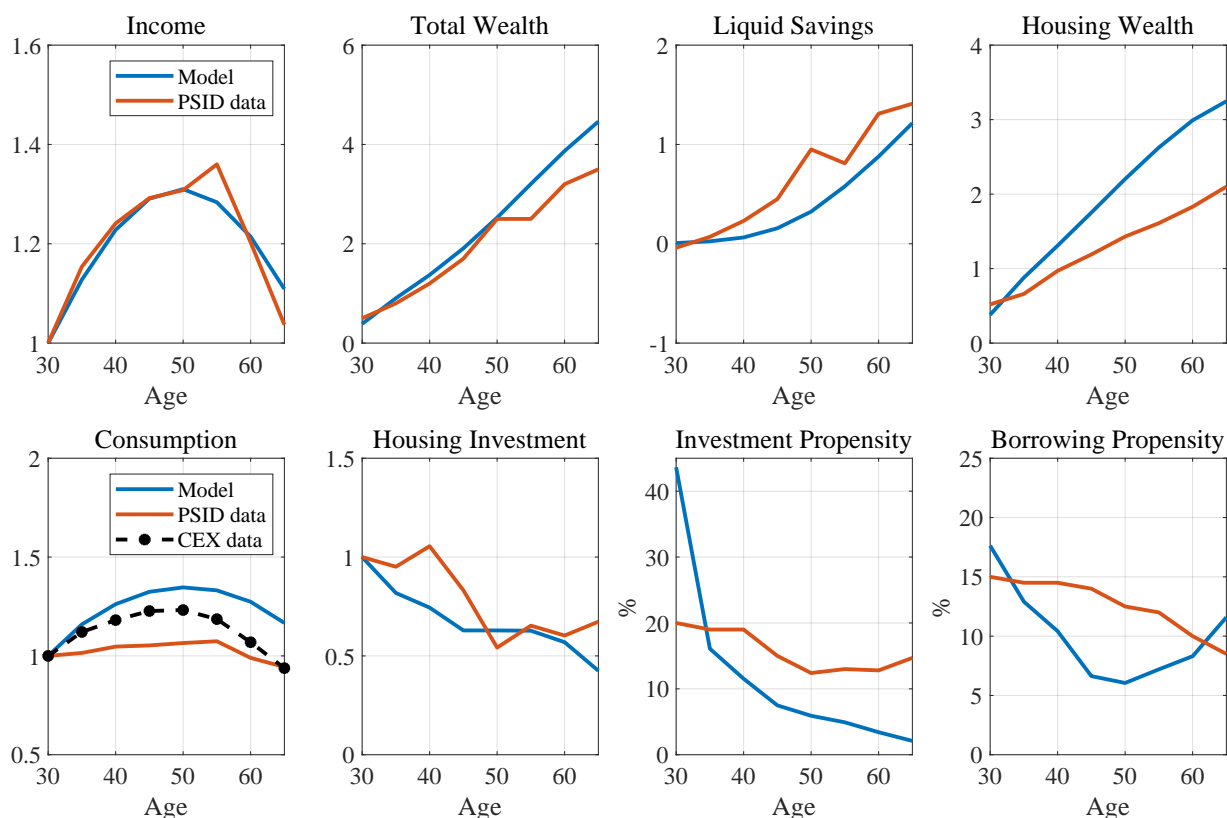 Income
1.6
1.4
1.2
1
30 40 50 60
Age
Model
PSID data
Total Wealth
6
4
2
0
30 40 50 60
Age
Liquid Savings
2
1
0
-1
30 40 50 60
Age
Housing Wealth
4
3
2
1
0
30 40 50 60
Age
Consumption
2
1.5
1
0.5
30 40 50 60
Age
Model
PSID data
CEX data
Housing Investment
1.5
1
0.5
0
30 40 50 60
Age
Investment Propensity
%
40
30
20
10
0
30 40 50 60
Age
Borrowing Propensity
%
25
20
15
10
5
0
30 40 50 60
Age